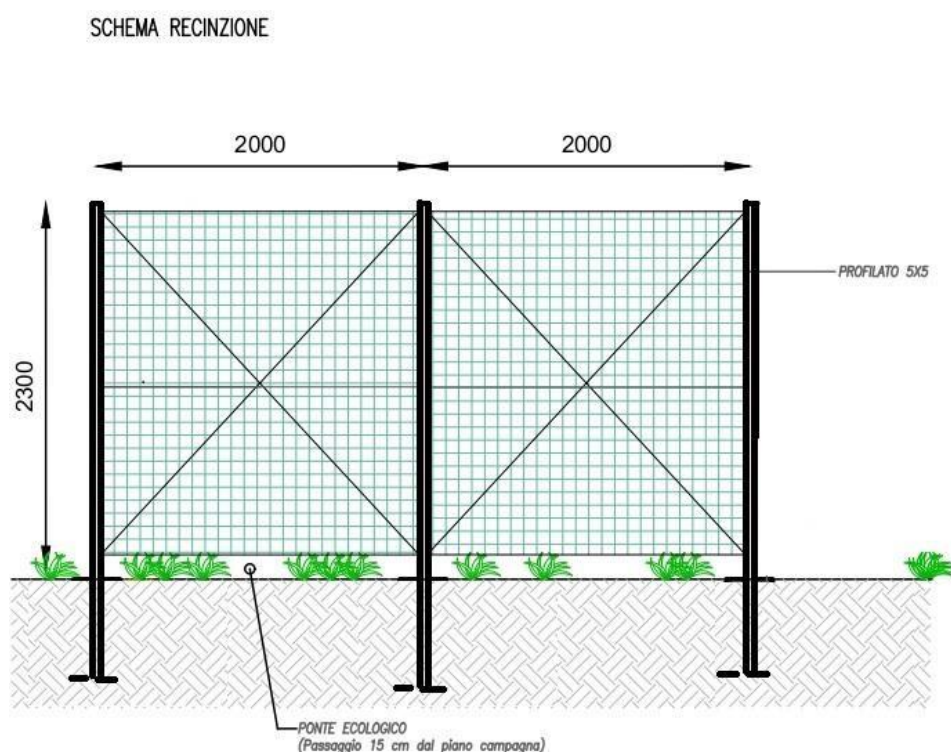 SCHEMA RECINZIONE
2000
2000
PROFILATO 5X5
2300
PONTE ECOLOGICO
(Passaggio 15 cm dal piano campagna)